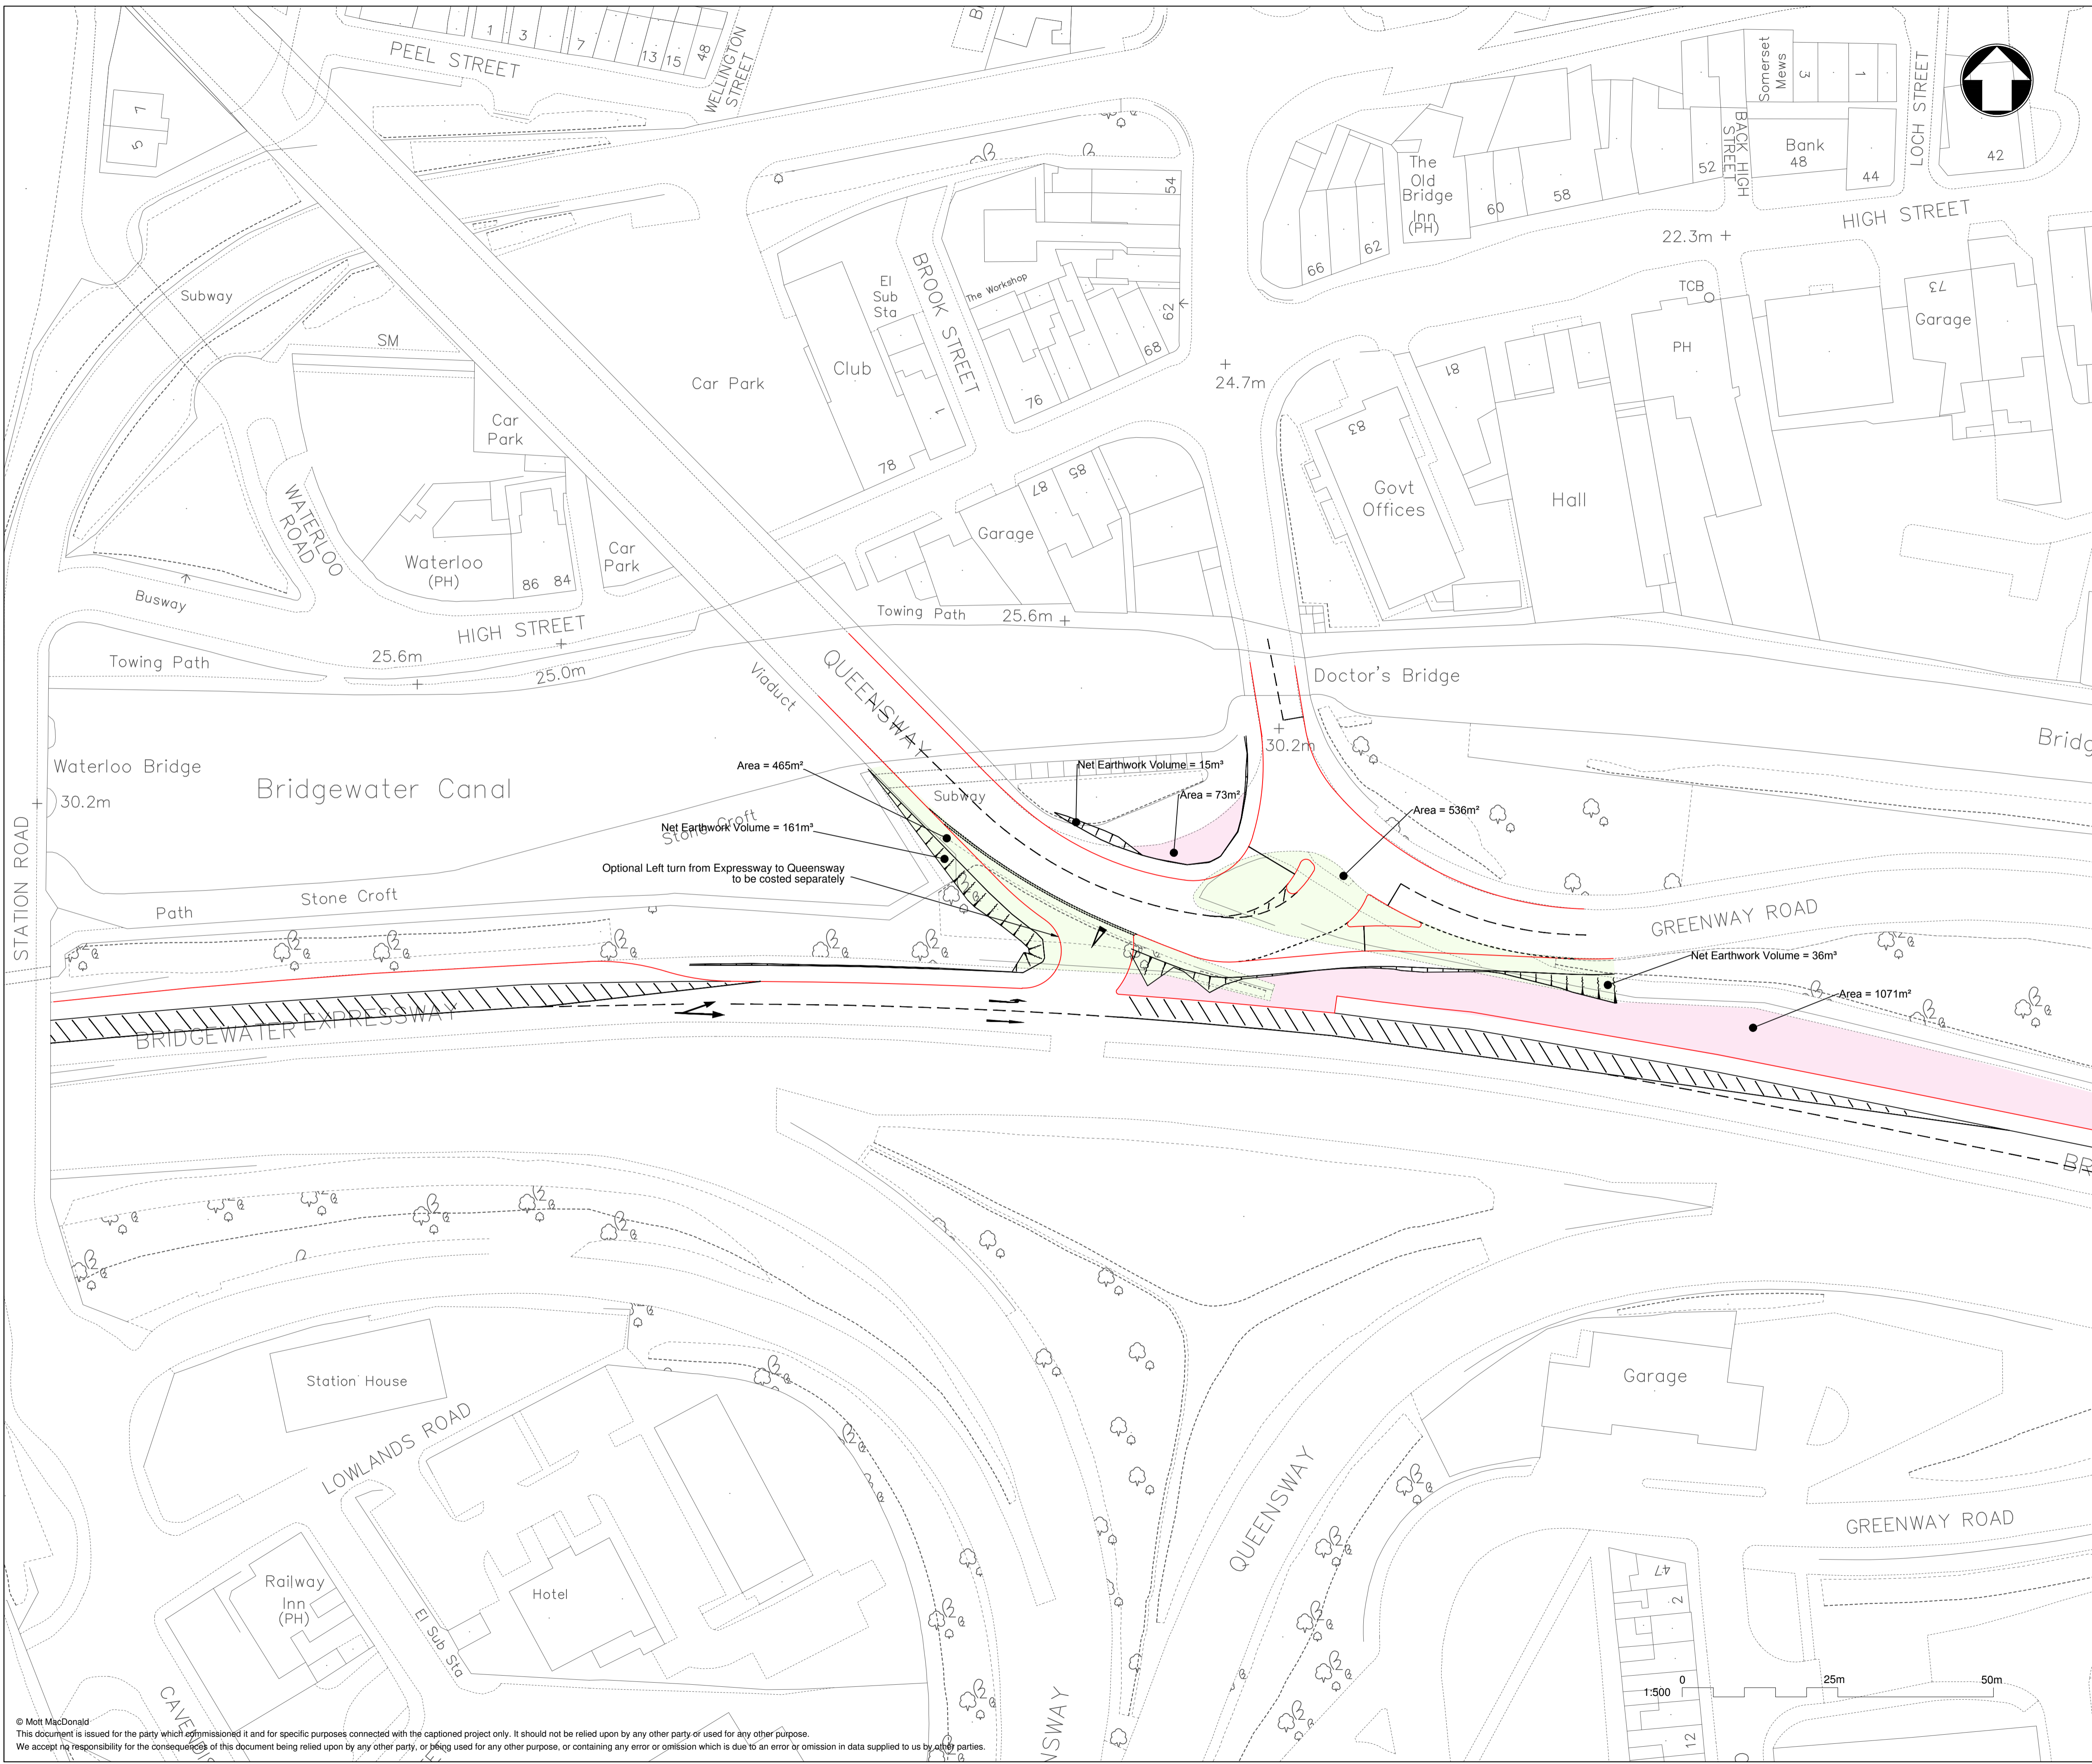 PEEL STREET
1
3
7
13
15
48
WELLINGTON
STREET
7
5
Subway
SM
Car
Park
WATERLOO
ROAD
Waterloo
(PH)
86
84
Car
Park
Busway
HIGH STREET
Towing Path
25.6m
25.0m
Car Park
Club
El
Sub
Sta
BROOK STREET
The Workshop
54
62
68
76
1
78
Garage
87
85
Towing Path
25.6m
24.7m
66
62
The
Old
Bridge
Inn
(PH)
60
58
52
BACK HIGH
STREET
Somerset
Mews
3
1
Bank
48
44
LOCH STREET
42
HIGH STREET
22.3m
TCB
PH
73
Garage
81
83
Govt
Offices
Hall
Doctor's Bridge
30.2m
Viaduct
QUEENSWAY
Waterloo Bridge
30.2m
Bridgewater Canal
STATION ROAD
Stone Croft
Path
Subway
Stone Croft
Bridg
Area = 465m²
Net Earthwork Volume = 161m³
Optional Left turn from Expressway to Queensway
to be costed separately
Net Earthwork Volume = 15m³
Area = 73m²
Area = 536m²
GREENWAY ROAD
Net Earthwork Volume = 36m³
Area = 1071m²
BRIDGEWATER EXPRESSWAY
BR
Station House
LOWLANDS ROAD
Railway
Inn
(PH)
El Sub Sta
Hotel
QUEENSWAY
NSWAY
Garage
GREENWAY ROAD
47
2
12
CAVENDIS
1:500
0
25m
50m
© Mott MacDonald
This document is issued for the party which commissioned it and for specific purposes connected with the captioned project only. It should not be relied upon by any other party or used for any other purpose.
We accept no responsibility for the consequences of this document being relied upon by any other party, or being used for any other purpose, or containing any error or omission which is due to an error or omission in data supplied to us by other parties.